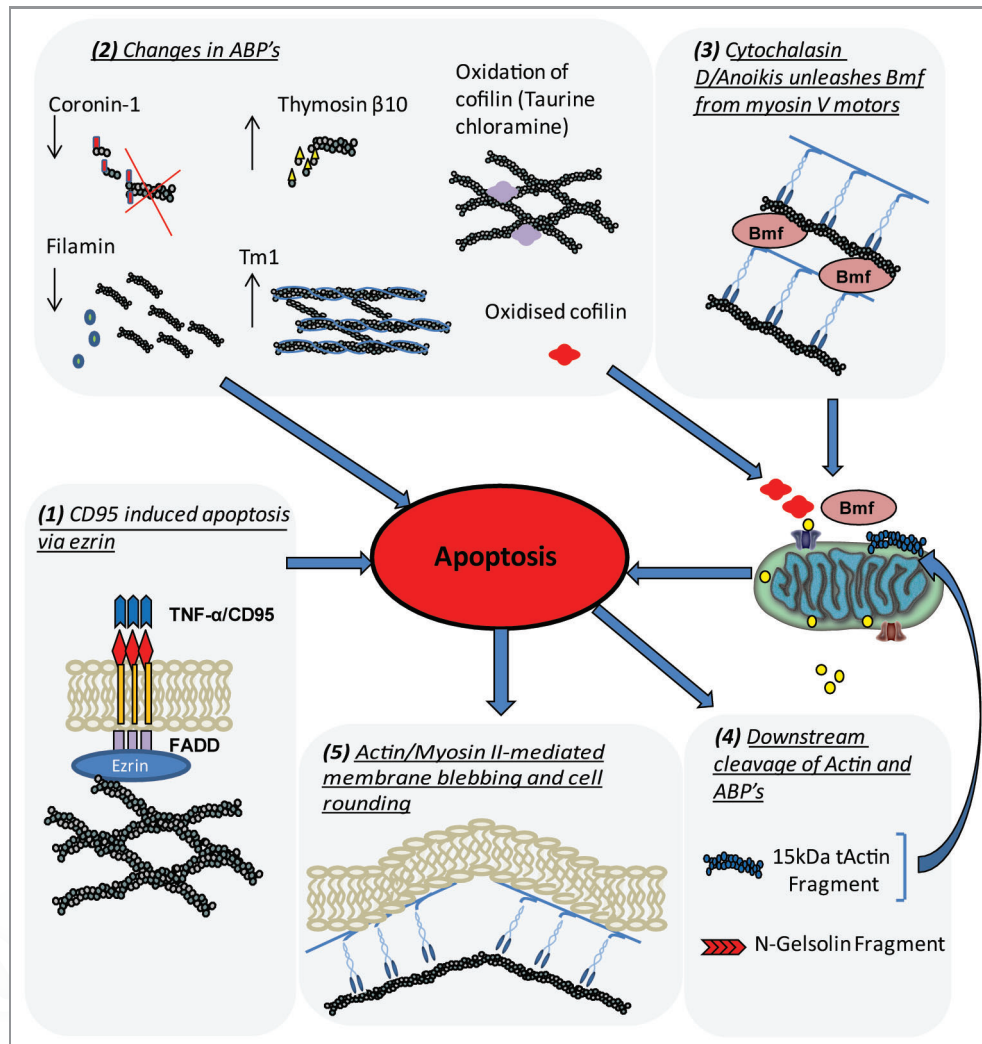 (2) Changes in ABP's
Coronin-1
Thymosin β10
Oxidation of
cofilin (Taurine
chloramine)
Filamin
Tm1
Oxidised cofilin
(3) Cytochalasin
D/Anoikis unleashes Bmf
from myosin V motors
Bmf
Bmf
Bmf
(1) CD95 induced apoptosis
via ezrin
TNF-α/CD95
FADD
Ezrin
Apoptosis
(5) Actin/Myosin II-mediated
membrane blebbing and cell
rounding
(4) Downstream
cleavage of Actin and
ABP's
15kDa tActin
Fragment
N-Gelsolin Fragment